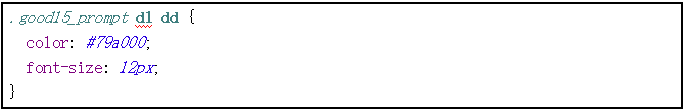 .good15_prompt dl dd {
color: #79a000;
font-size: 12px;
}